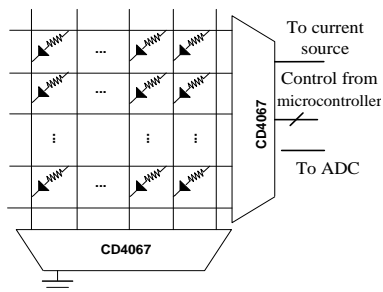 To current
source
Control from
microcontroller
CD4067
To ADC
...
...
...
...
...
...
CD4067